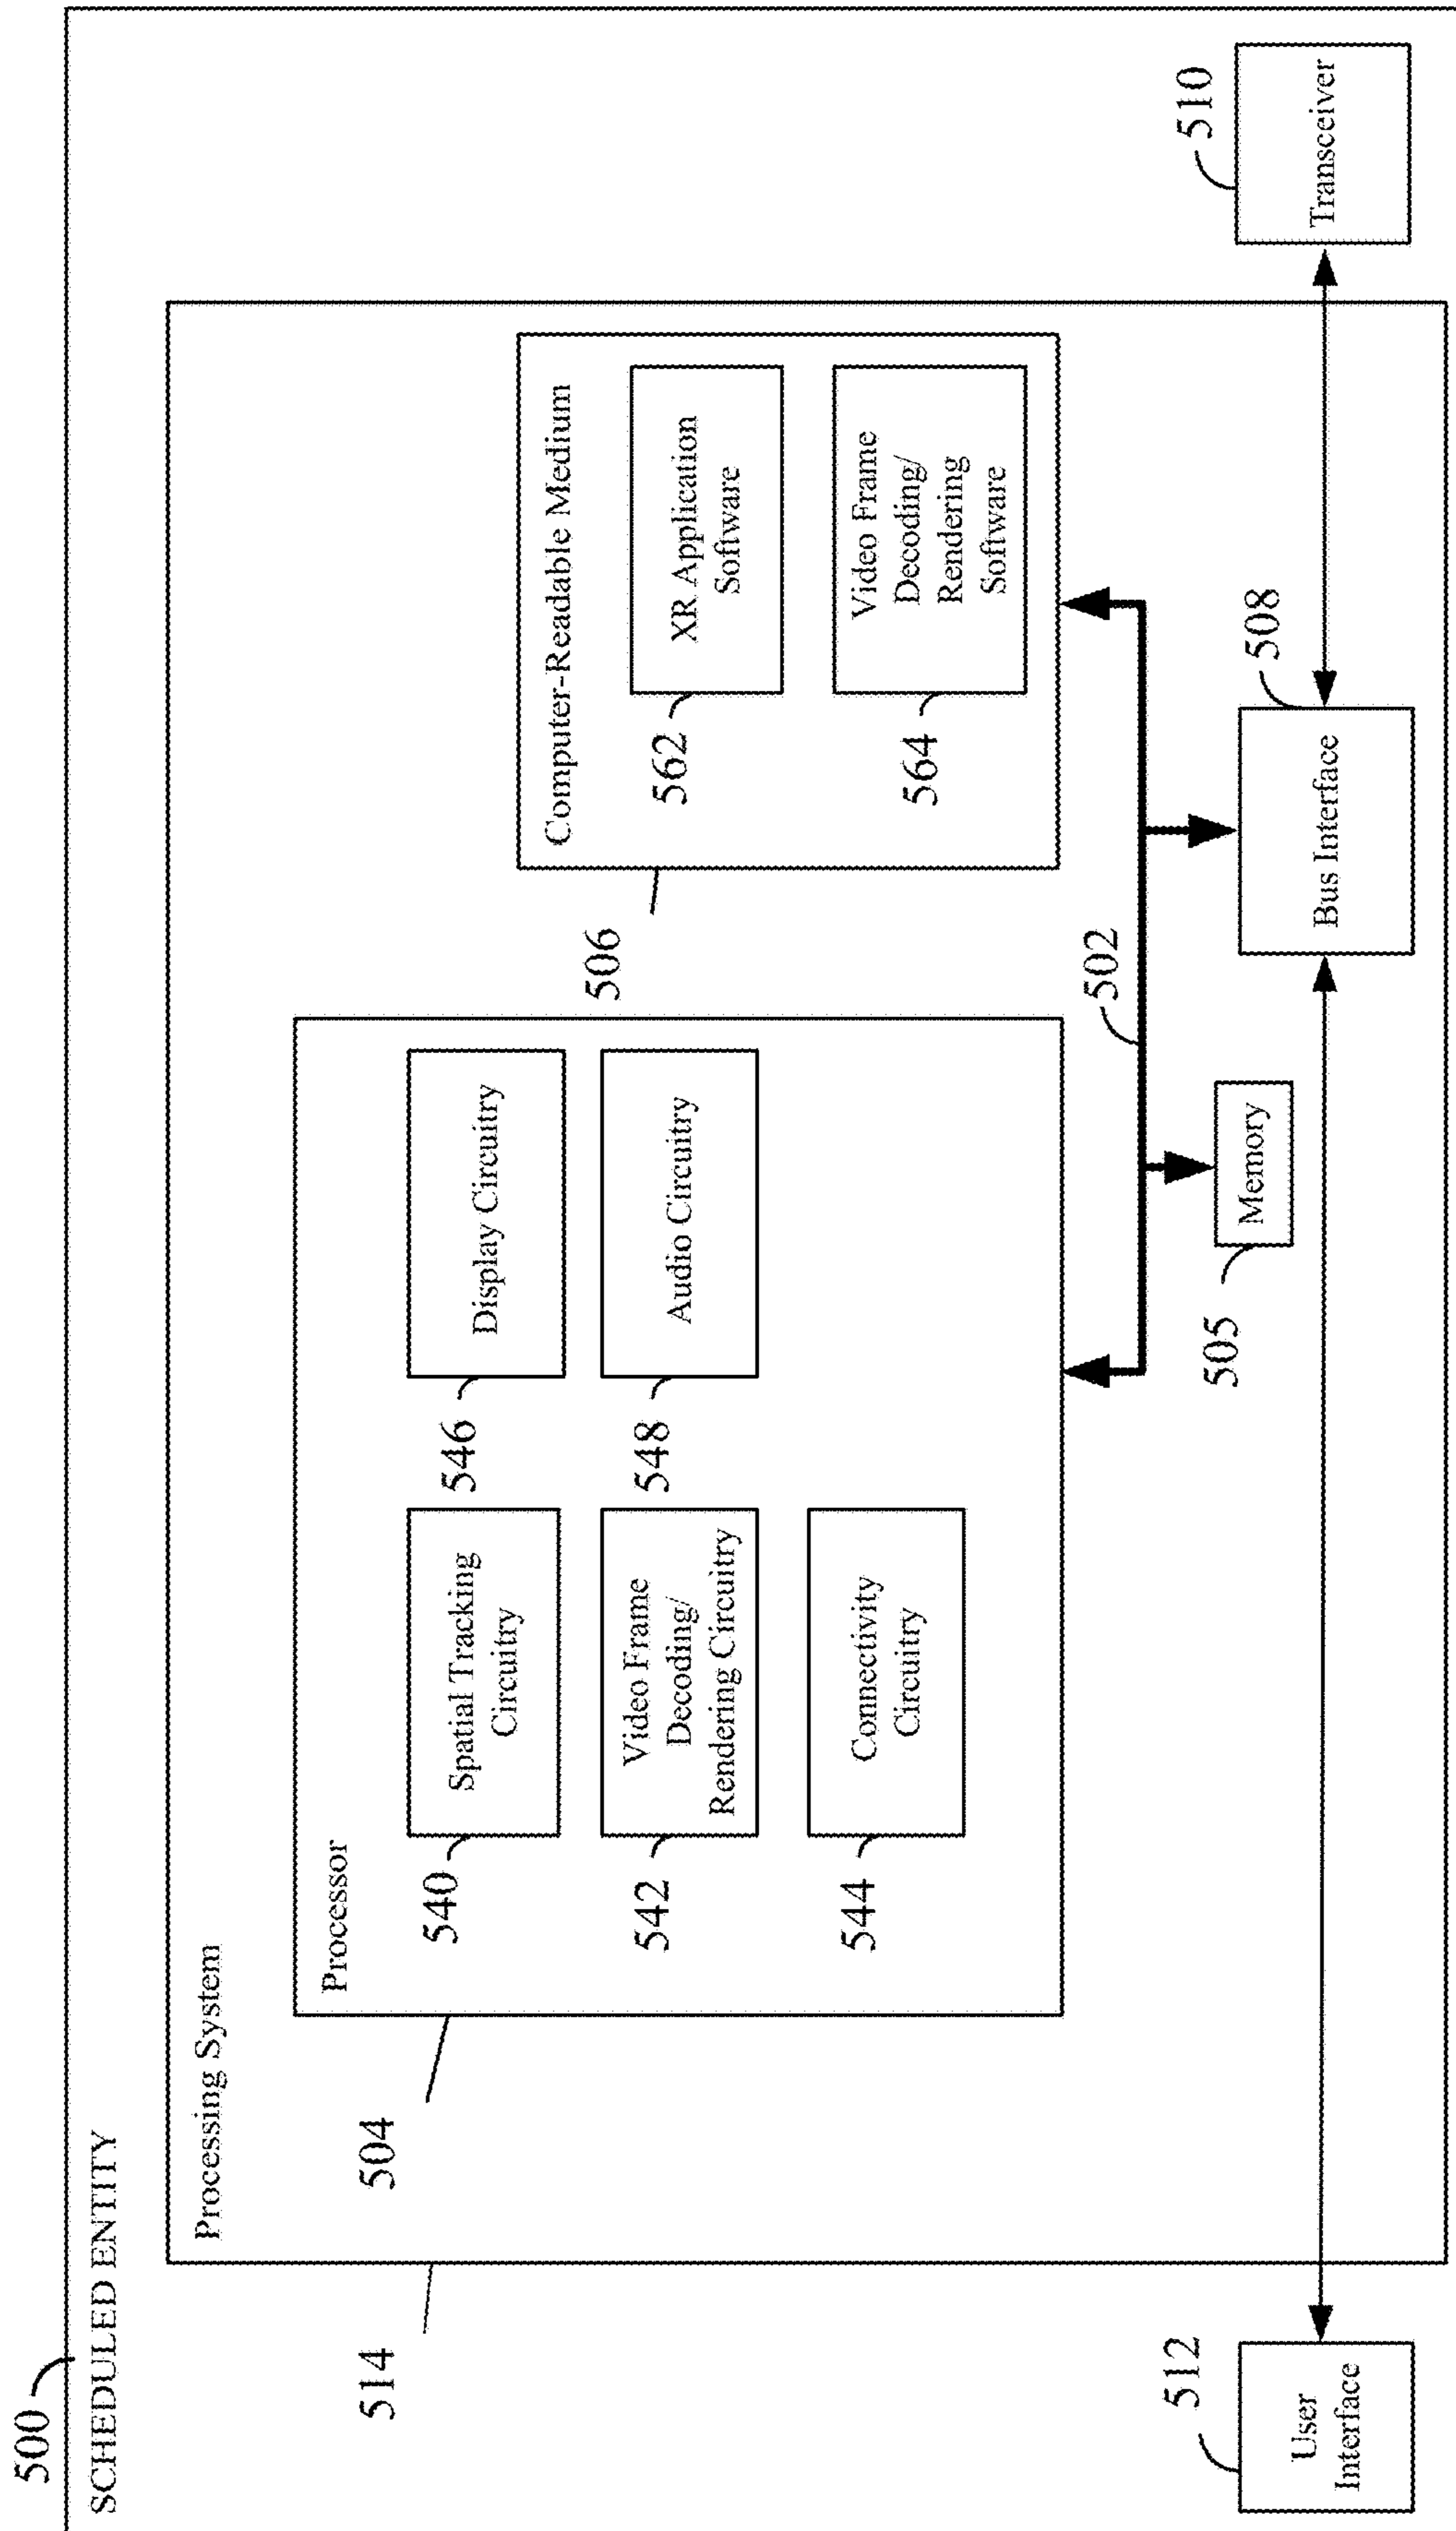 500
SCHEDULED ENTITY
514
Processing System
504
Processor
540
Spatial Tracking
Circuitry
546
Display Circuitry
542
Video Frame
Decoding/
Rendering Circuitry
548
Audio Circuitry
544
Connectivity
Circuitry
506
Computer-Readable Medium
562
XR Application
Software
564
Video Frame
Decoding/
Rendering
Software
502
505
Memory
508
Bus Interface
512
User
Interface
510
Transceiver